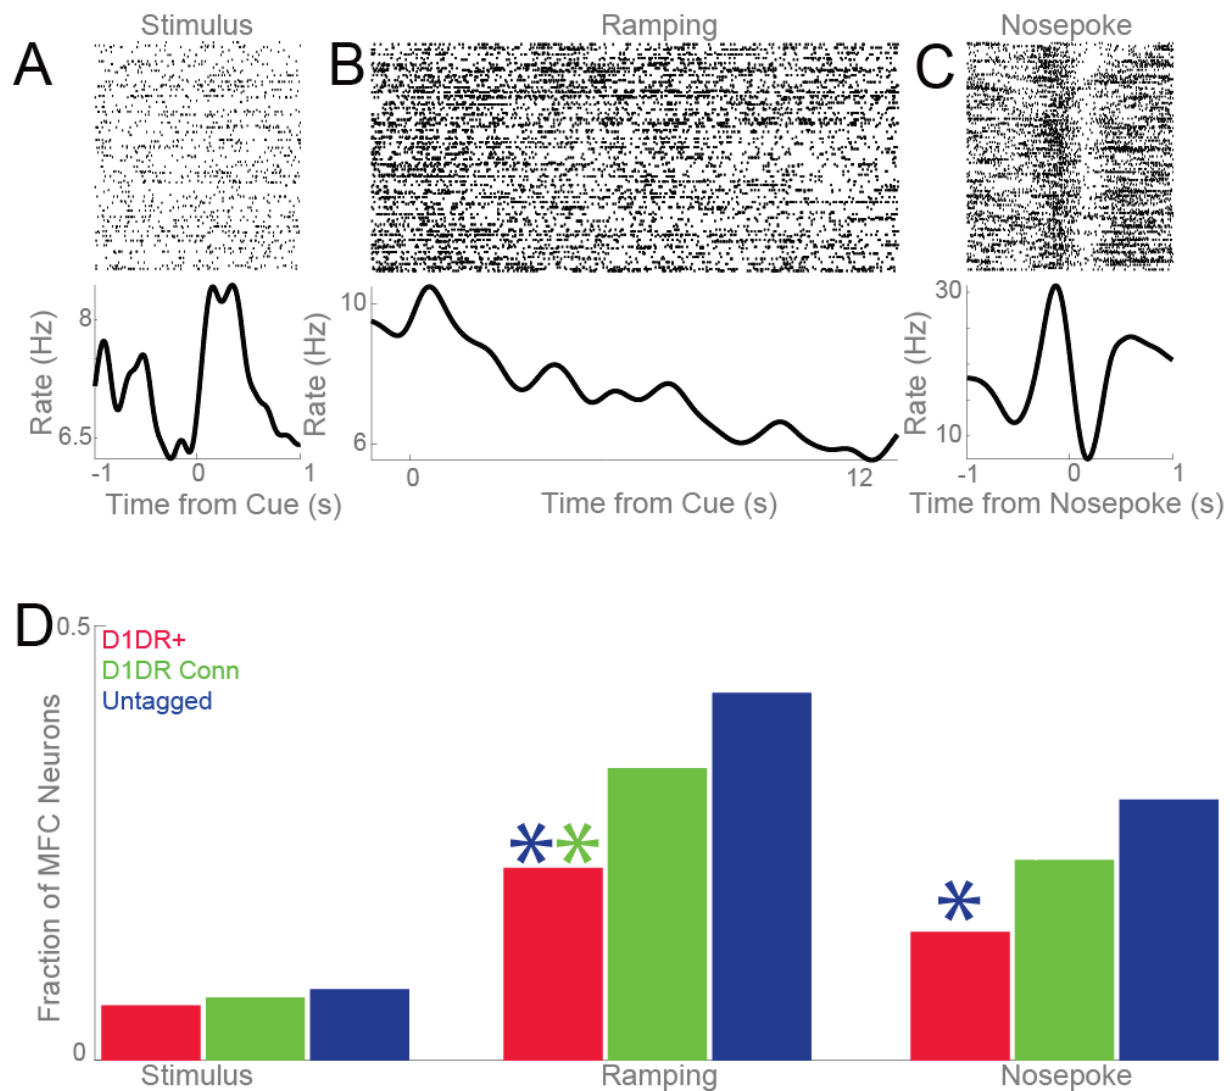 Stimulus
Ramping
Nosepoke
A
B
C
Rate (Hz)
8
6.5
-1
0
1
Time from Cue (s)
Rate (Hz)
10
6
0
12
Time from Cue (s)
Rate (Hz)
30
10
-1
0
1
Time from Nosepoke (s)
D
0.5
D1DR+
D1DR Conn
Untagged
Fraction of MFC Neurons
* *
*
0
Stimulus
Ramping
Nosepoke